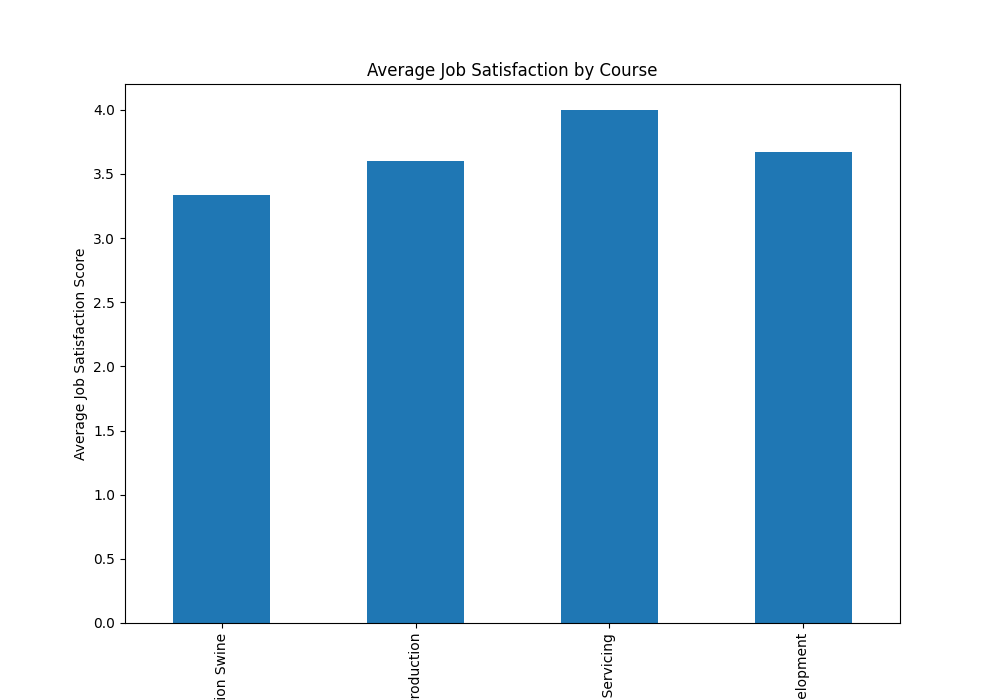 Average Job Satisfaction by Course
Average Job Satisfaction Score
4.0
3.5
3.0
2.5
2.0
1.5
1.0
0.5
0.0
ion Swine
roduction
Servicing
elopment